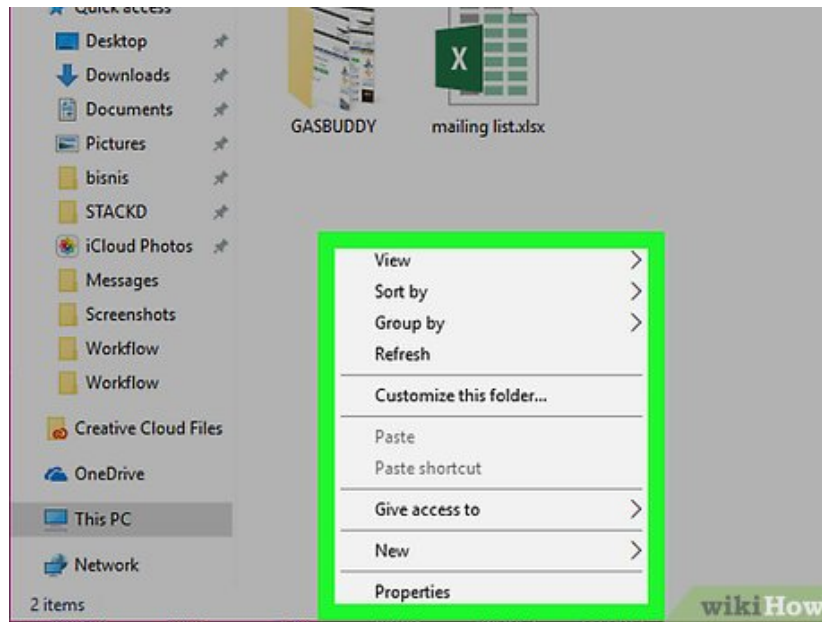 Quick access
Desktop
Downloads
Documents
Pictures
bisnis
STACKD
iCloud Photos
Messages
Screenshots
Workflow
Workflow
Creative Cloud Files
OneDrive
This PC
Network
2 items
GASBUDDY
mailing list.xlsx
X
View
Sort by
Group by
Refresh
Customize this folder...
Paste
Paste shortcut
Give access to
New
Properties
wikiHow